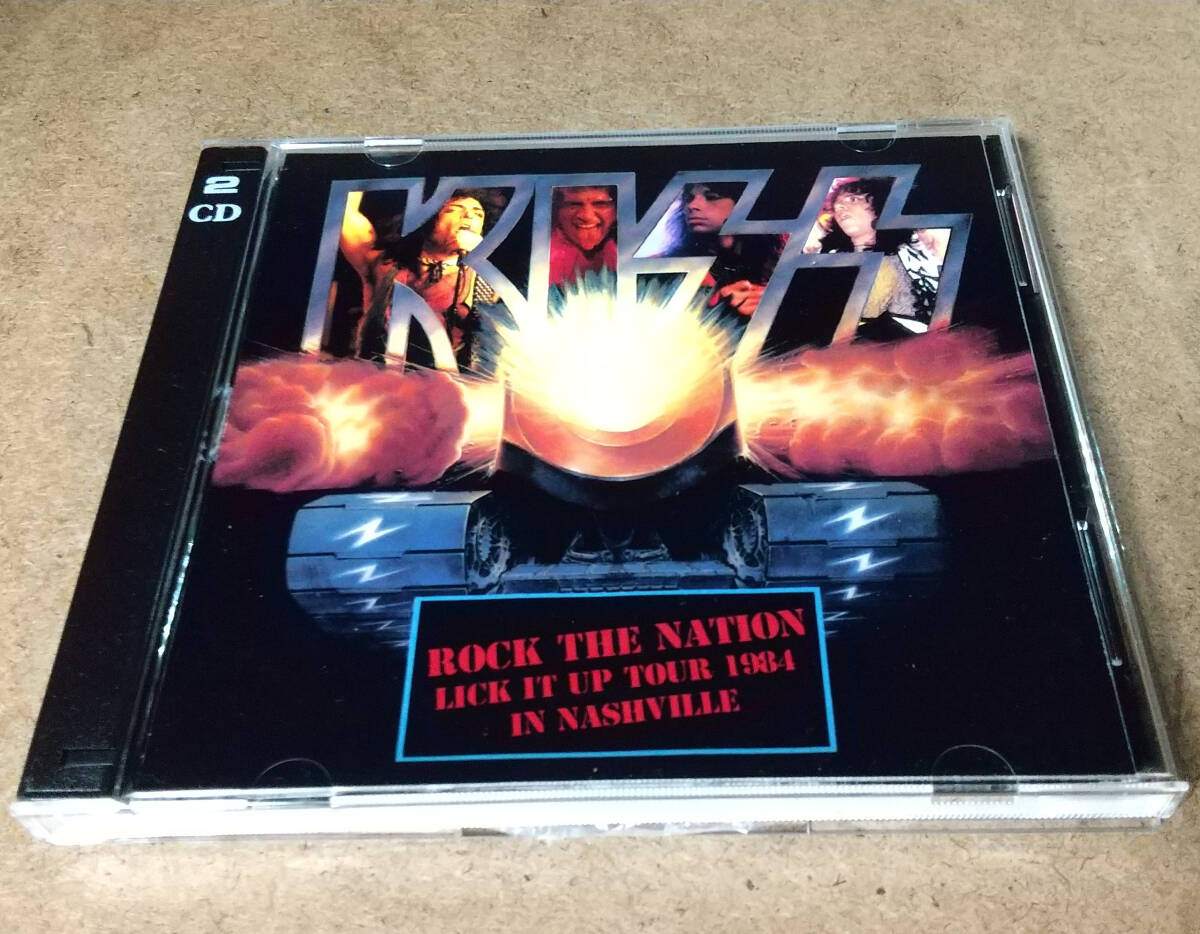 2
CD
KISS
ROCK THE NATION
LICK IT UP TOUR 1984
IN NASHVILLE